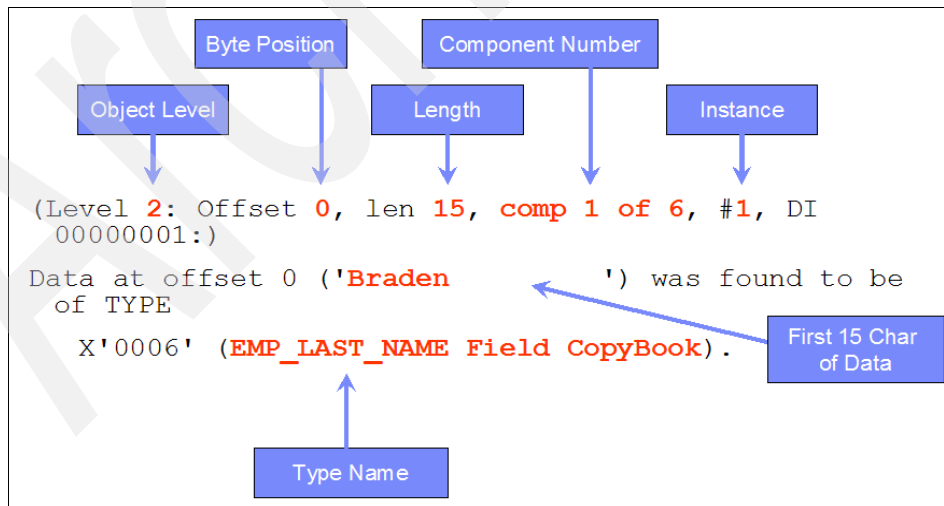 Byte Position
Component Number
Object Level
Length
Instance
(Level 2: Offset 0, len 15, comp 1 of 6, #1, DI
00000001:)
Data at offset 0 ('Braden          ') was found to be
of TYPE
X'0006' (EMP_LAST_NAME Field CopyBook).
First 15 Char
of Data
Type Name